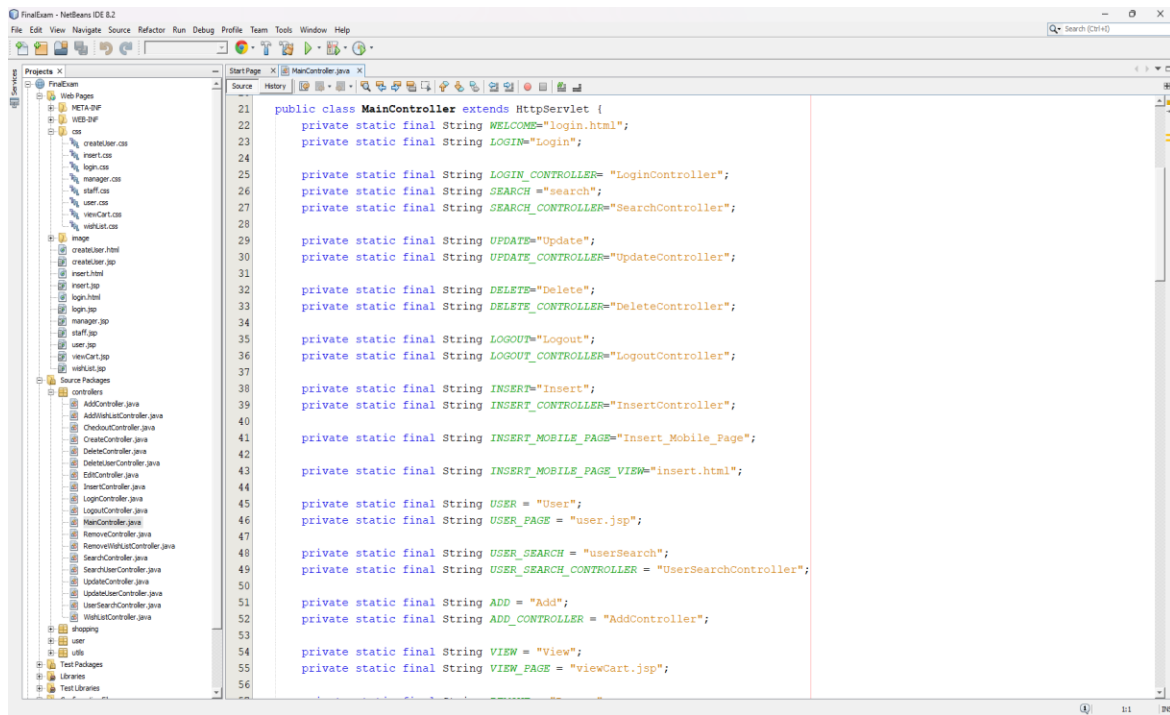 FinalExam - NetBeans IDE 8.2
File Edit View Navigate Source Refactor Run Debug Profile Team Tools Window Help
Search (Ctrl+I)
Services
Projects X
FinalExam
Web Pages
META-INF
WEB-INF
css
createUser.css
insert.css
login.css
manager.css
staff.css
user.css
viewCart.css
wishList.css
image
createUser.html
createUser.jsp
insert.html
insert.jsp
login.html
login.jsp
manager.jsp
staff.jsp
user.jsp
viewCart.jsp
wishList.jsp
Source Packages
controllers
AddController.java
AddWishListController.java
CheckoutController.java
CreateController.java
DeleteController.java
DeleteUserController.java
EditController.java
InsertController.java
LoginController.java
LogoutController.java
MainController.java
RemoveController.java
RemoveWishListController.java
SearchController.java
SearchUserController.java
UpdateController.java
UpdateUserController.java
UserSearchController.java
WishListController.java
shopping
user
utils
Test Packages
Libraries
Test Libraries
Start Page X MainController.java X
Source History
21 public class MainController extends HttpServlet {
22 private static final String WELCOME="login.html";
23 private static final String LOGIN="Login";
24
25 private static final String LOGIN_CONTROLLER= "LoginController";
26 private static final String SEARCH ="search";
27 private static final String SEARCH_CONTROLLER="SearchController";
28
29 private static final String UPDATE="Update";
30 private static final String UPDATE_CONTROLLER="UpdateController";
31
32 private static final String DELETE="Delete";
33 private static final String DELETE_CONTROLLER="DeleteController";
34
35 private static final String LOGOUT="Logout";
36 private static final String LOGOUT_CONTROLLER="LogoutController";
37
38 private static final String INSERT="Insert";
39 private static final String INSERT_CONTROLLER="InsertController";
40
41 private static final String INSERT_MOBILE_PAGE="Insert_Mobile_Page";
42
43 private static final String INSERT_MOBILE_PAGE_VIEW="insert.html";
44
45 private static final String USER = "User";
46 private static final String USER_PAGE = "user.jsp";
47
48 private static final String USER_SEARCH = "userSearch";
49 private static final String USER_SEARCH_CONTROLLER = "UserSearchController";
50
51 private static final String ADD = "Add";
52 private static final String ADD_CONTROLLER = "AddController";
53
54 private static final String VIEW = "View";
55 private static final String VIEW_PAGE = "viewCart.jsp";
56
1:1